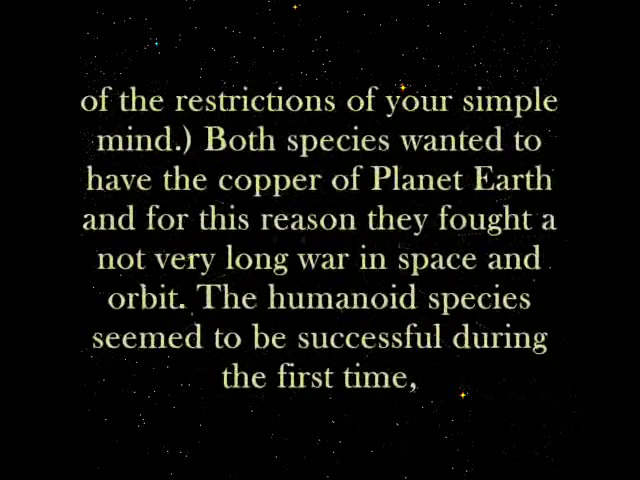 of the restrictions of your simple
mind.) Both species wanted to
have the copper of Planet Earth
and for this reason they fought a
not very long war in space and
orbit. The humanoid species
seemed to be successful during
the first time,